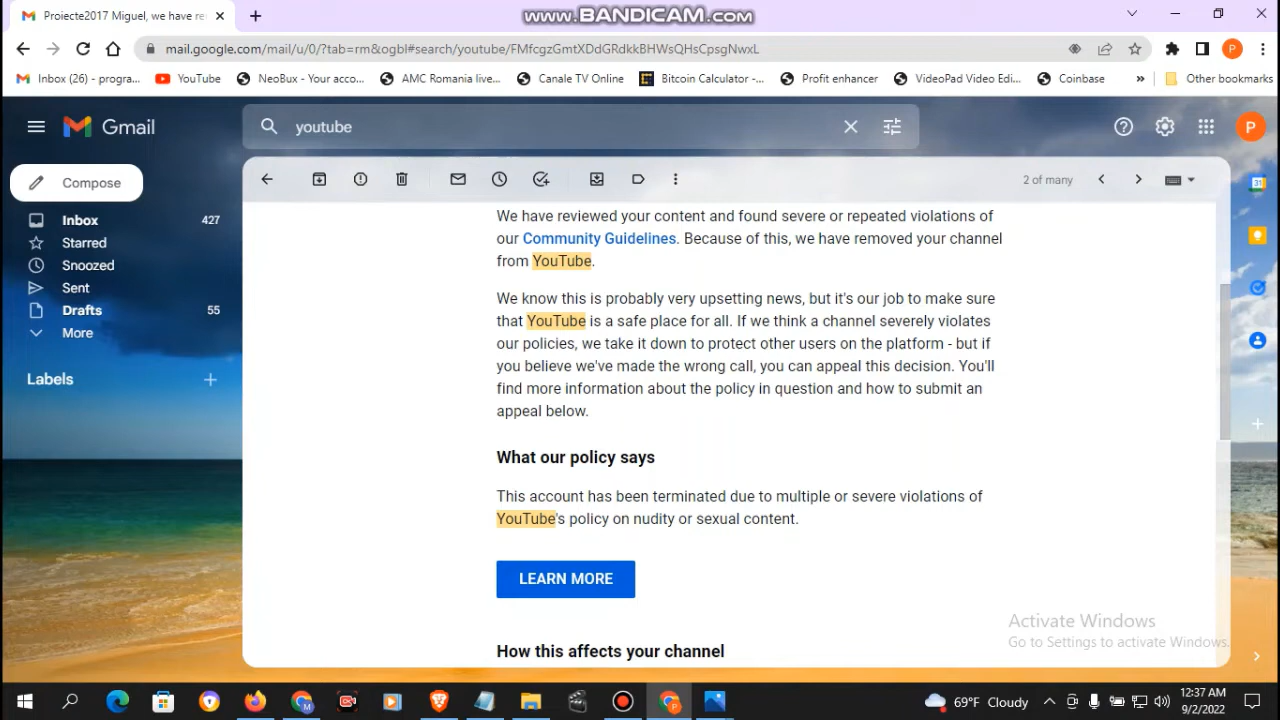 Proiecte2017 Miguel, we have re
www.BANDICAM.com
mail.google.com/mail/u/0/?tab=rm&ogbl#search/youtube/FMfcgzGmtXDdGRdkkBHWsQHsCpsgNwxL
P
Inbox (26) - progra...
YouTube
NeoBux - Your acco...
AMC Romania live...
Canale TV Online
Bitcoin Calculator -...
Profit enhancer
VideoPad Video Edi...
Coinbase
»
Other bookmarks
Gmail
youtube
P
Compose
2 of many
Inbox 427
Starred
Snoozed
Sent
Drafts 55
More
Labels
31
We have reviewed your content and found severe or repeated violations of
our Community Guidelines. Because of this, we have removed your channel
from YouTube.
We know this is probably very upsetting news, but it's our job to make sure
that YouTube is a safe place for all. If we think a channel severely violates
our policies, we take it down to protect other users on the platform - but if
you believe we've made the wrong call, you can appeal this decision. You'll
find more information about the policy in question and how to submit an
appeal below.
What our policy says
This account has been terminated due to multiple or severe violations of
YouTube's policy on nudity or sexual content.
LEARN MORE
How this affects your channel
Activate Windows
Go to Settings to activate Windows.
69°F Cloudy
12:37 AM
9/2/2022